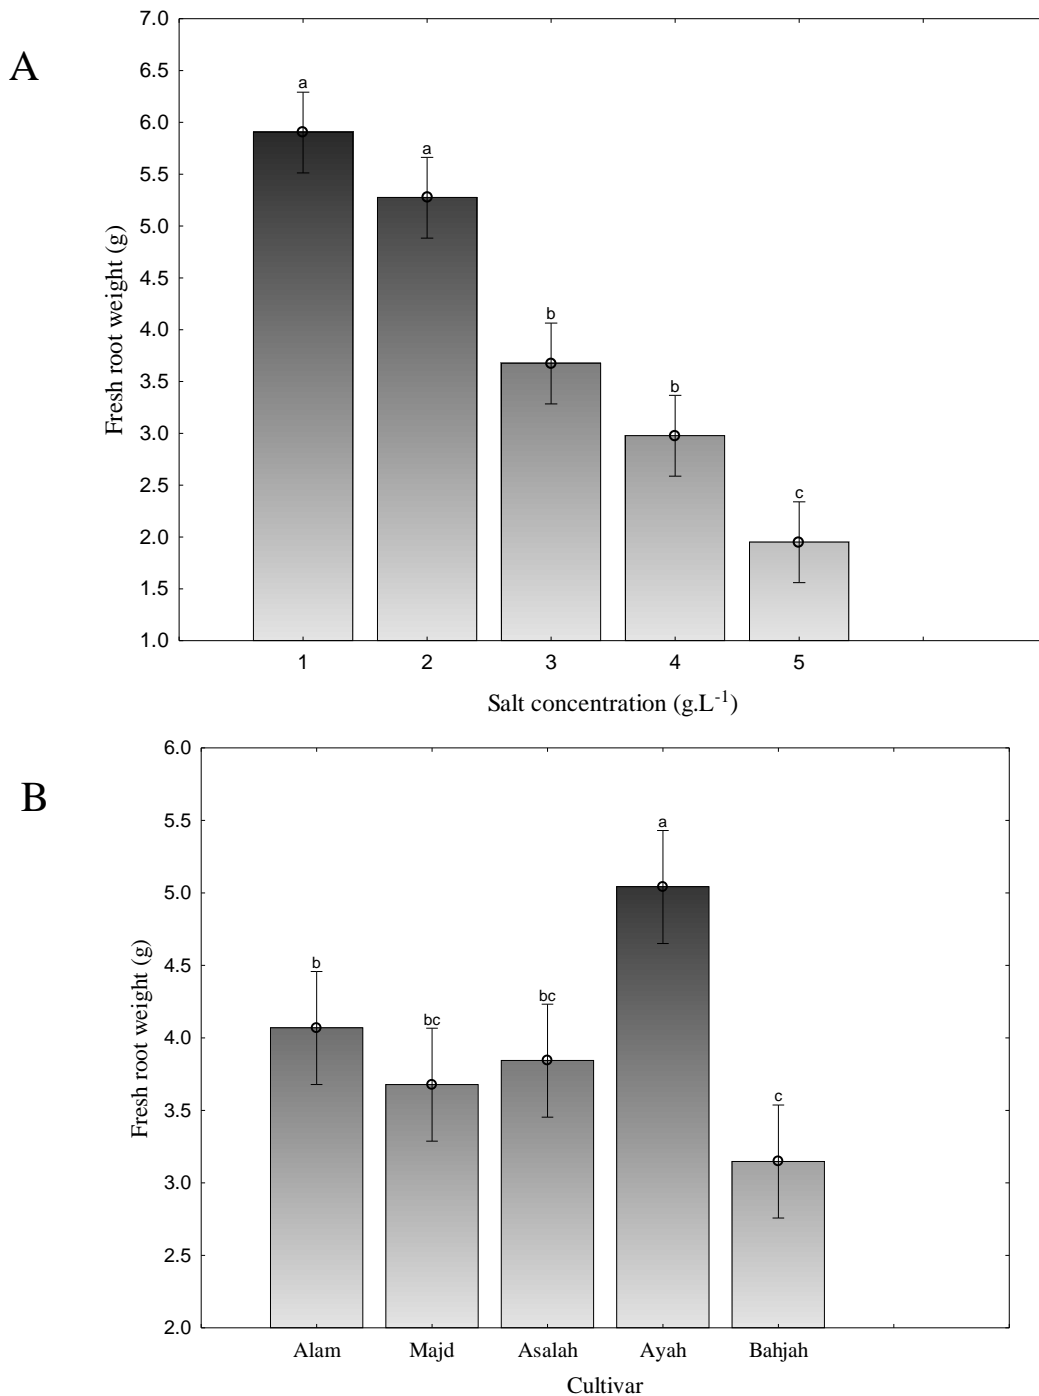 A
Fresh root weight (g)
7.0
6.5
6.0
5.5
5.0
4.5
4.0
3.5
3.0
2.5
2.0
1.5
1.0
a
a
b
b
c
1 2 3 4 5
Salt concentration (g.L-1)
B
Fresh root weight (g)
6.0
5.5
5.0
4.5
4.0
3.5
3.0
2.5
2.0
b
bc
bc
a
c
Alam Majd Asalah Ayah Bahjah
Cultivar